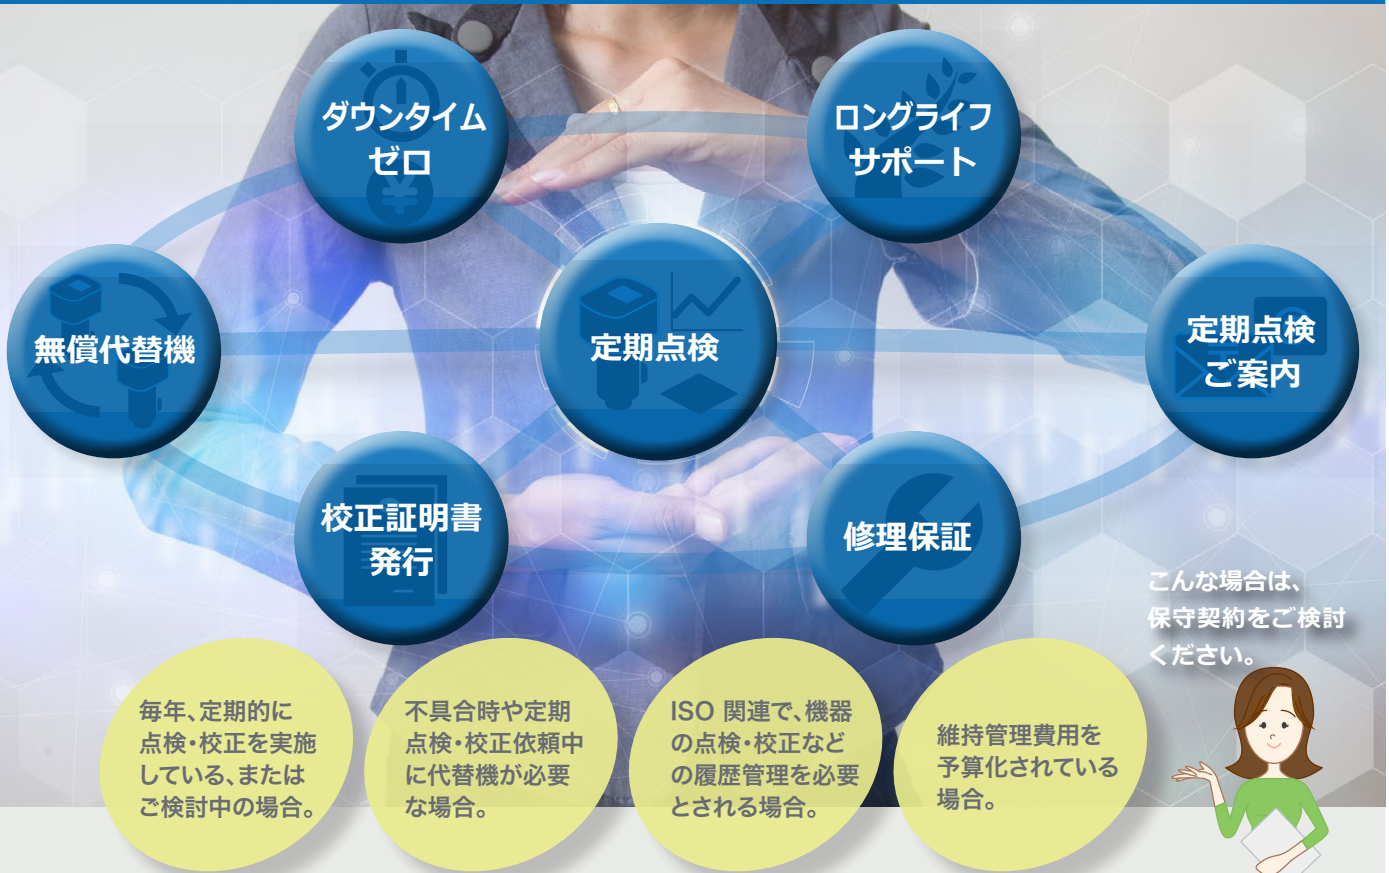 ダウンタイム
ゼロ
ロングライフ
サポート
無償代替機
定期点検
定期点検
ご案内
校正証明書
発行
修理保証
こんな場合は、
保守契約をご検討
ください。
毎年、定期的に
点検・校正を実施
している、または
ご検討中の場合。
不具合時や定期
点検・校正依頼中
に代替機が必要
な場合。
ISO 関連で、機器
の点検・校正など
の履歴管理を必要
とされる場合。
維持管理費用を
予算化されている
場合。